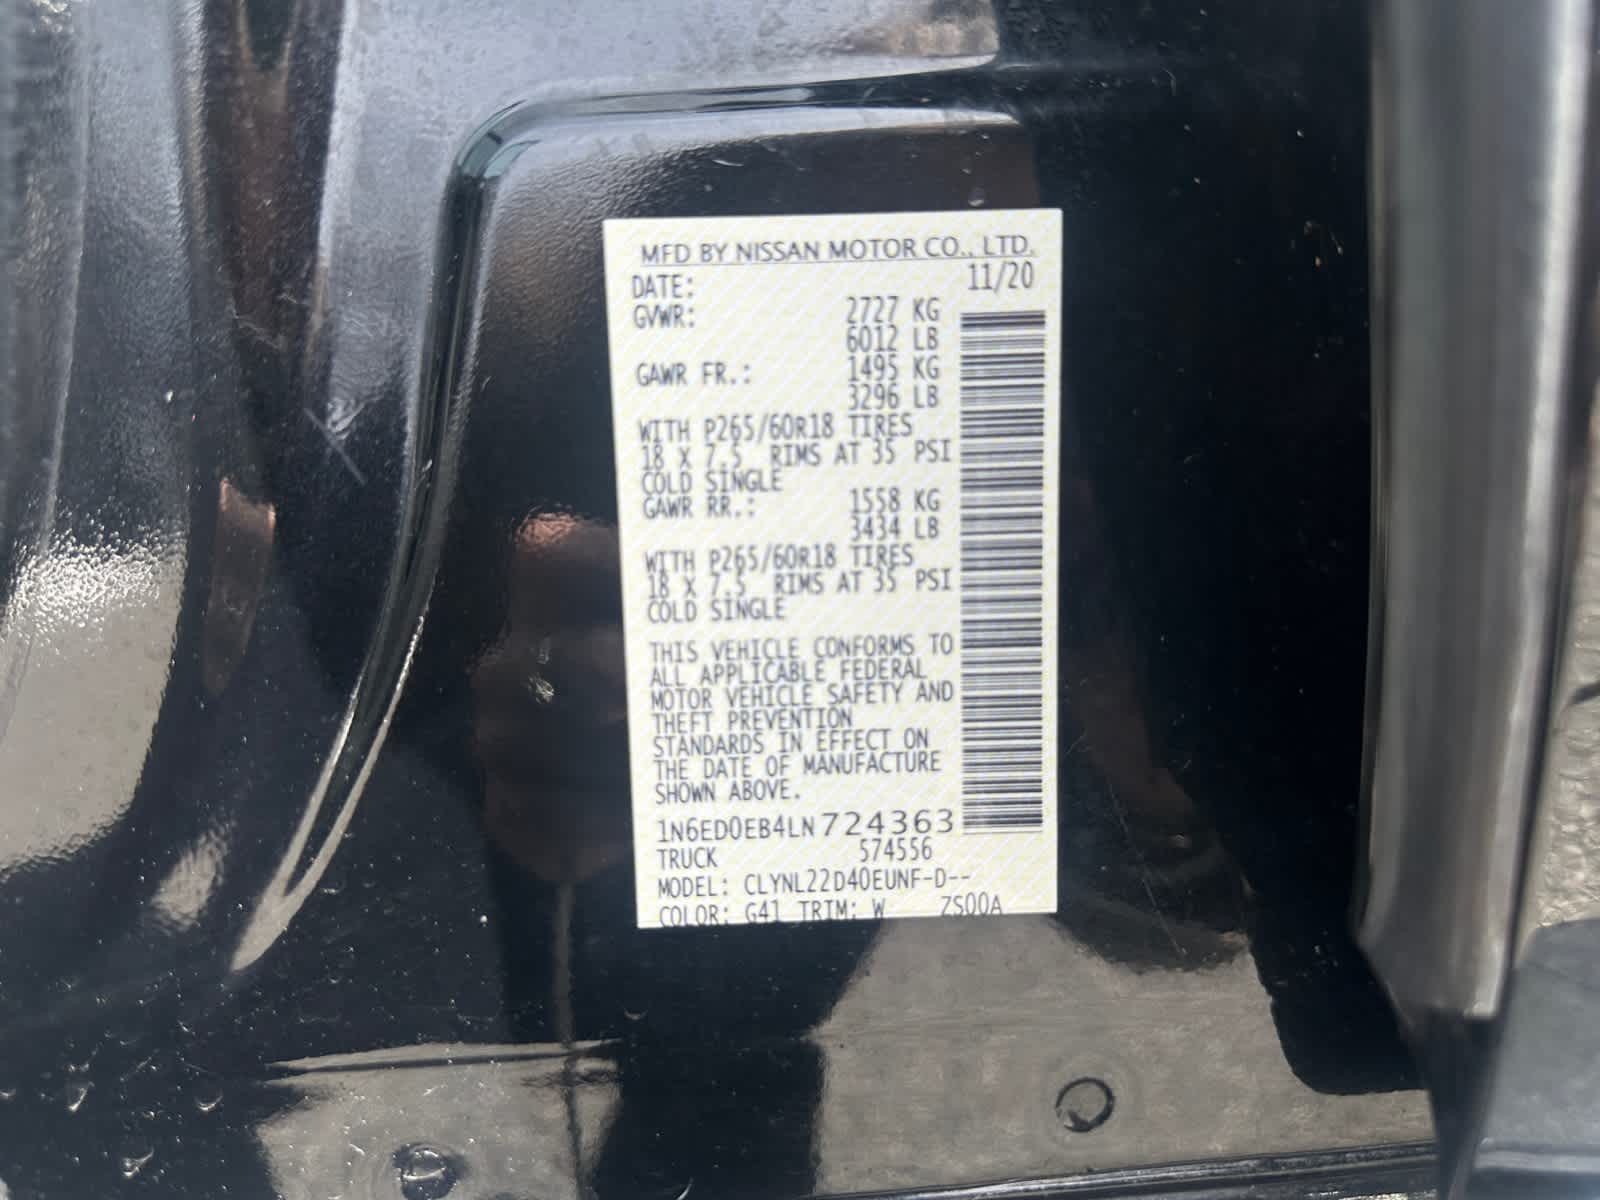 MFD BY NISSAN MOTOR CO., LTD.
DATE: 11/20
GVWR: 2727 KG
6012 LB
GAWR FR.: 1495 KG
3296 LB
WITH P265/60R18 TIRES
18 X 7.5 RIMS AT 35 PSI
COLD SINGLE
GAWR RR.: 1558 KG
3434 LB
WITH P265/60R18 TIRES
18 X 7.5 RIMS AT 35 PSI
COLD SINGLE
THIS VEHICLE CONFORMS TO
ALL APPLICABLE FEDERAL
MOTOR VEHICLE SAFETY AND
THEFT PREVENTION
STANDARDS IN EFFECT ON
THE DATE OF MANUFACTURE
SHOWN ABOVE.
1N6ED0EB4LN724363
TRUCK 574556
MODEL: CLYNL22D40EUNF-D--
COLOR: G41 TRIM: W ZS00A